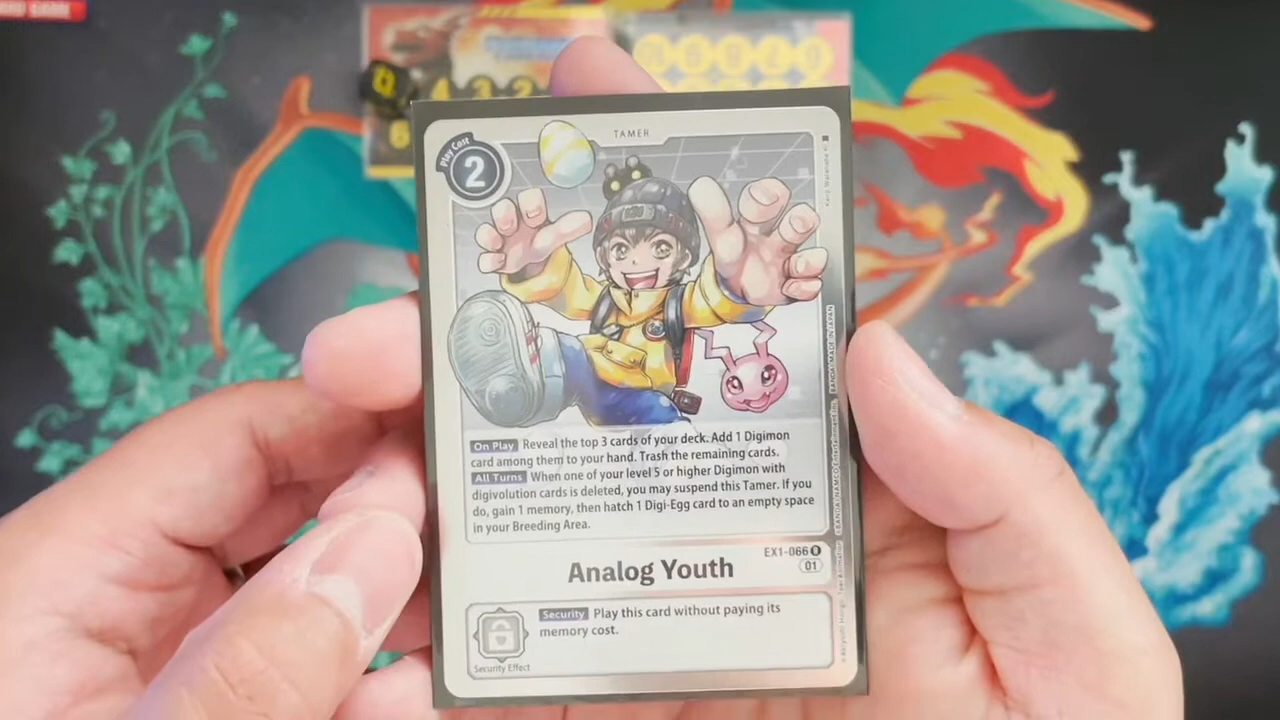 TAMER
Play Cost
2
On Play Reveal the top 3 cards of your deck. Add 1 Digimon
card among them to your hand. Trash the remaining cards.
All Turns When one of your level 5 or higher Digimon with
digivolution cards is deleted, you may suspend this Tamer. If you
do, gain 1 memory, then hatch 1 Digi-Egg card to an empty space
in your Breeding Area.
EX1-066 R
01
Analog Youth
Security Play this card without paying its
memory cost.
Security Effect